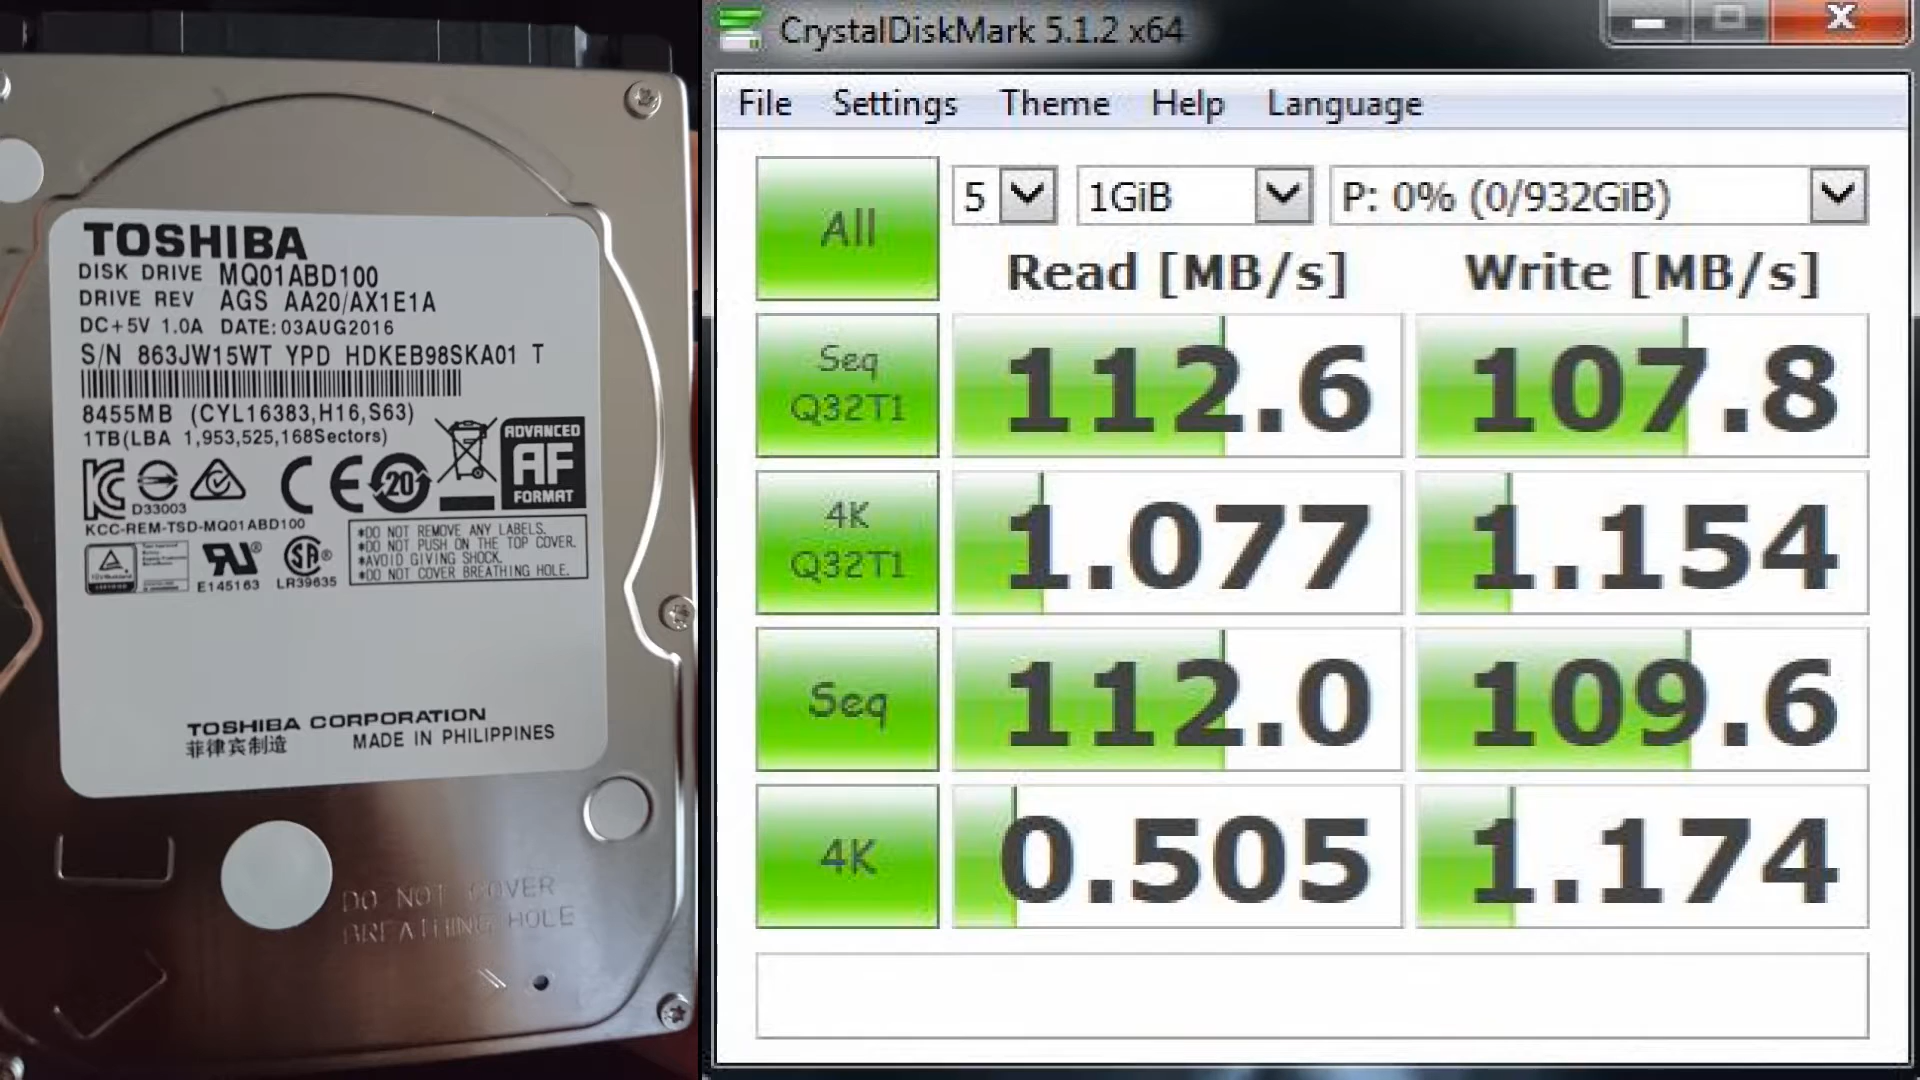 TOSHIBA
DISK DRIVE MQ01ABD100
DRIVE REV AGS AA20/AX1E1A
DC+5V 1.0A DATE:03AUG2016
S/N 863JW15WT YPD HDKEB98SKA01 T
8455MB (CYL16383,H16,S63)
1TB(LBA 1,953,525,168Sectors)
D33003
CE
20
ADVANCED
AF
FORMAT
KCC-REM-TSD-MQ01ABD100
E145163
LR39635
*DO NOT REMOVE ANY LABELS.
*DO NOT PUSH ON THE TOP COVER.
*AVOID GIVING SHOCK.
*DO NOT COVER BREATHING HOLE.
TOSHIBA CORPORATION
菲律宾制造 MADE IN PHILIPPINES
DO NOT COVER
BREATHING HOLE
CrystalDiskMark 5.1.2 x64
File Settings Theme Help Language
All 5 1GiB P: 0% (0/932GiB)
Read [MB/s] Write [MB/s]
Seq
Q32T1 112.6 107.8
4K
Q32T1 1.077 1.154
Seq 112.0 109.6
4K 0.505 1.174